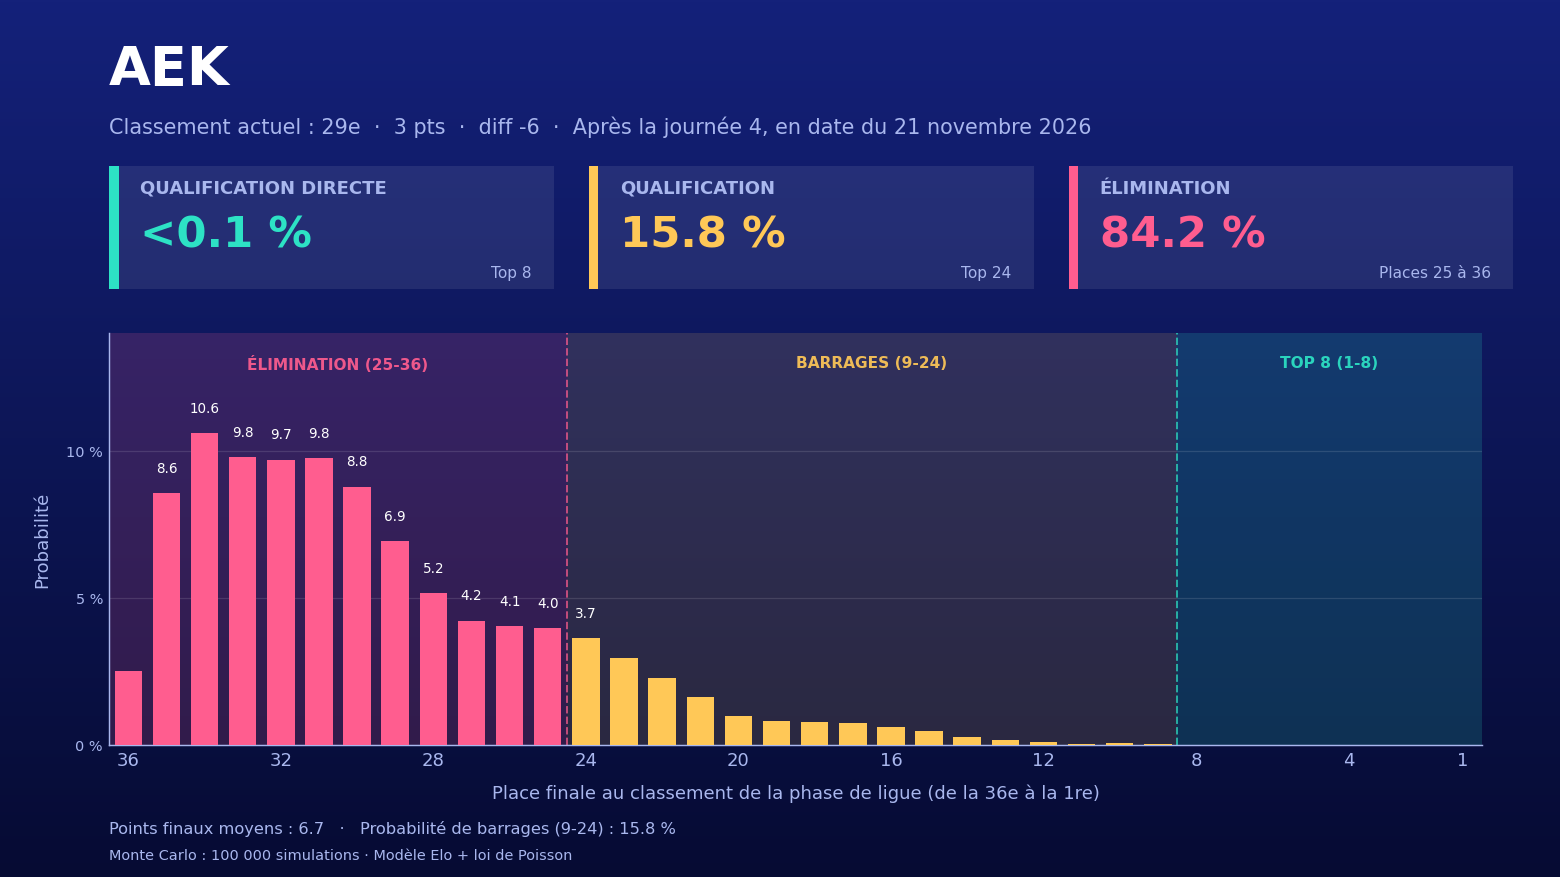 AEK
Classement actuel : 29e · 3 pts · diff -6 · Après la journée 4, en date du 21 novembre 2026
QUALIFICATION DIRECTE
<0.1 %
Top 8
QUALIFICATION
15.8 %
Top 24
ÉLIMINATION
84.2 %
Places 25 à 36
ÉLIMINATION (25-36)
BARRAGES (9-24)
TOP 8 (1-8)
8.6
10.6
9.8
9.7
9.8
8.8
6.9
5.2
4.2
4.1
4.0
3.7
Probabilité
10 %
5 %
0 %
36 32 28 24 20 16 12 8 4 1
Place finale au classement de la phase de ligue (de la 36e à la 1re)
Points finaux moyens : 6.7 · Probabilité de barrages (9-24) : 15.8 %
Monte Carlo : 100 000 simulations · Modèle Elo + loi de Poisson